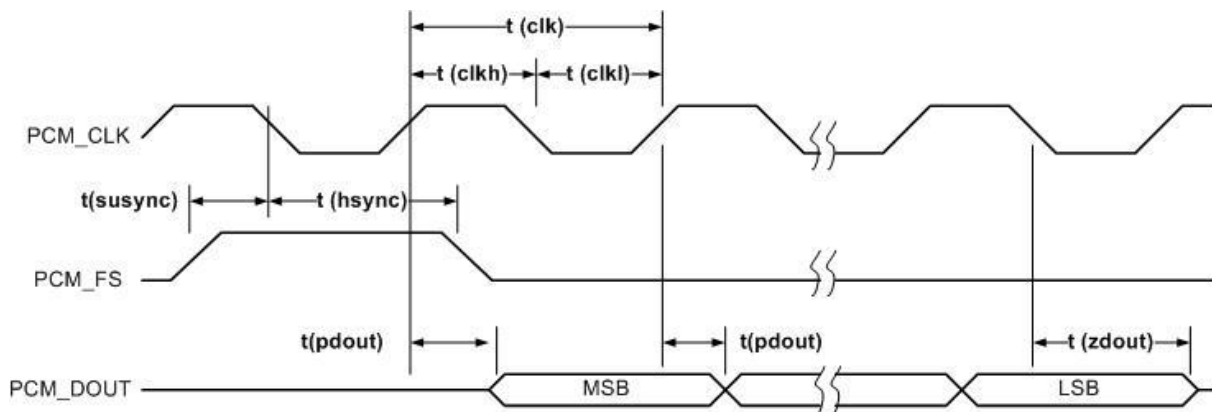 t (clk)
t (clkh)
t (clkl)
PCM_CLK
t(susync)
t (hsync)
PCM_FS
t(pdout)
t(pdout)
t (zdout)
PCM_DOUT
MSB
LSB